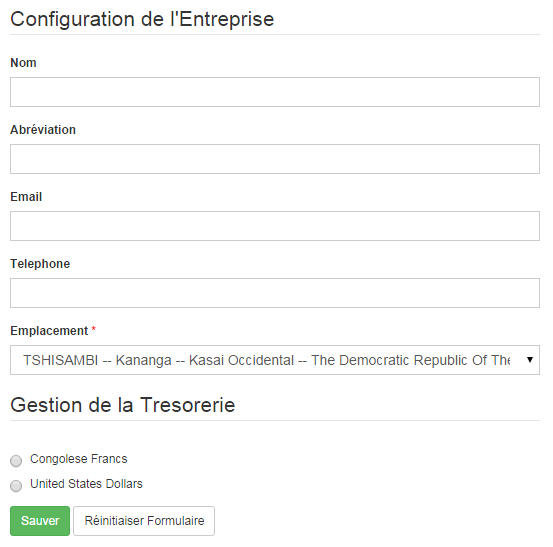 Configuration de l'Entreprise
Nom
Abréviation
Email
Telephone
Emplacement *
TSHISAMBI -- Kananga -- Kasai Occidental -- The Democratic Republic Of The
Gestion de la Tresorerie
Congolese Francs
United States Dollars
Sauver
Réinitiaiser Formulaire